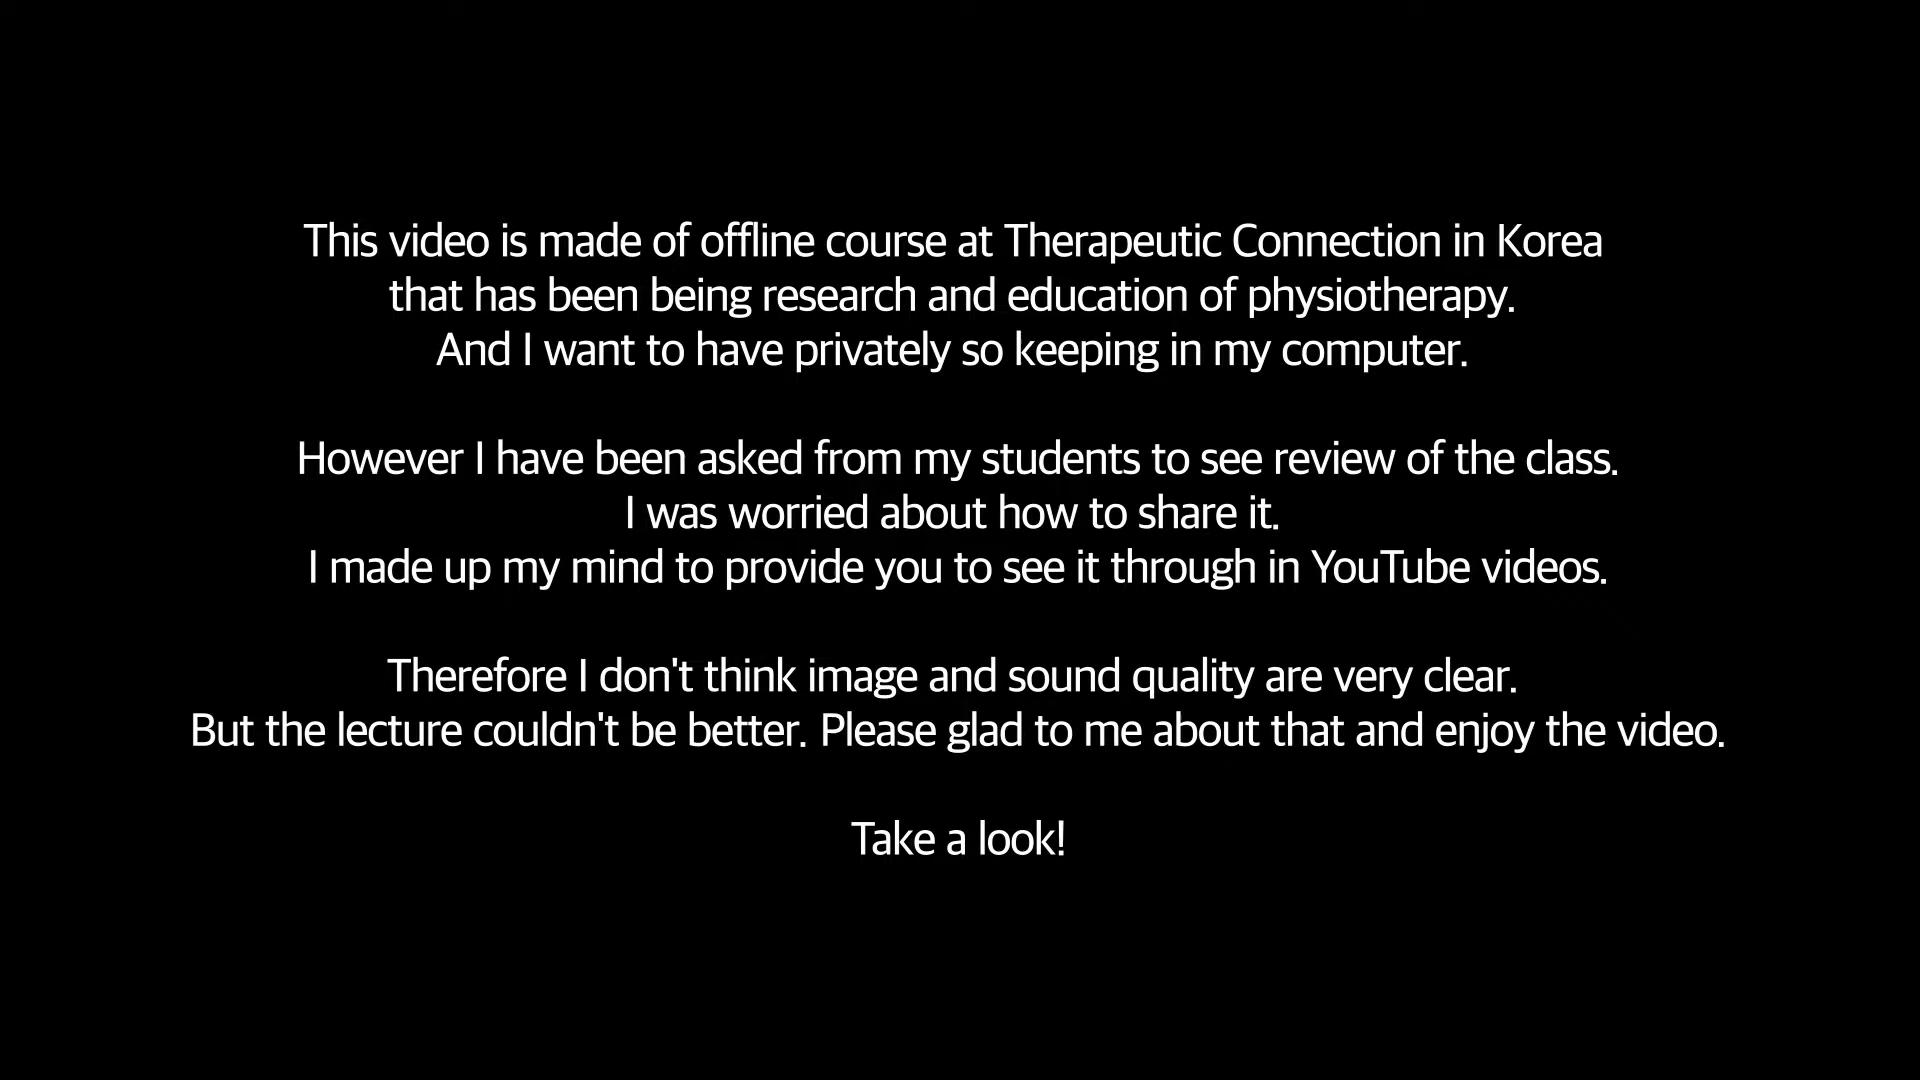 This video is made of offline course at Therapeutic Connection in Korea
that has been being research and education of physiotherapy.
And I want to have privately so keeping in my computer.
However I have been asked from my students to see review of the class.
I was worried about how to share it.
I made up my mind to provide you to see it through in YouTube videos.
Therefore I don't think image and sound quality are very clear.
But the lecture couldn't be better. Please glad to me about that and enjoy the video.
Take a look!